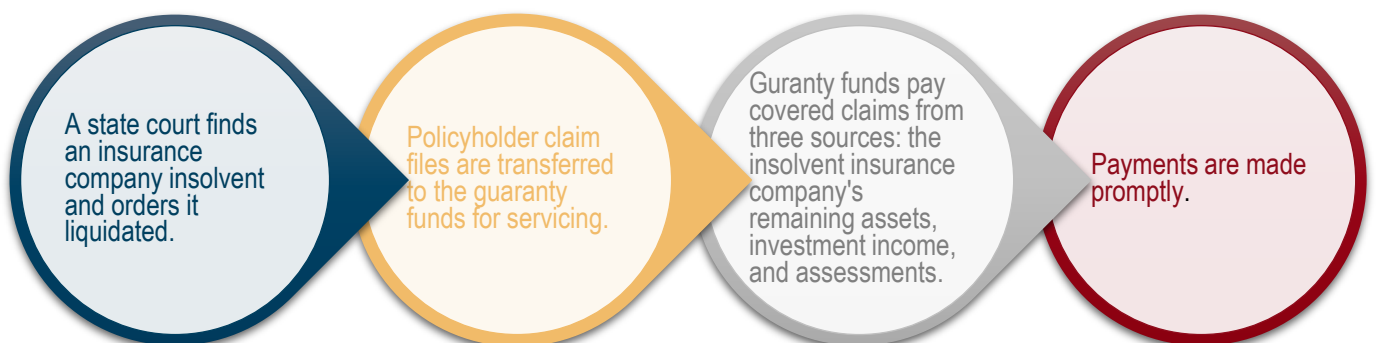 A state court finds
an insurance
company insolvent
and orders it
liquidated.
Policyholder claim
files are transferred
to the guaranty
funds for servicing.
Guranty funds pay
covered claims from
three sources: the
insolvent insurance
company's
remaining assets,
investment income,
and assessments.
Payments are made
promptly.